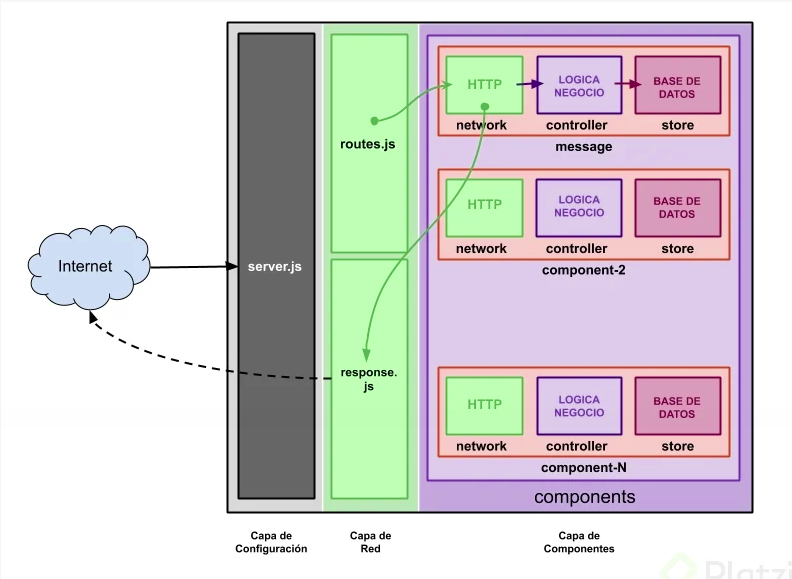 Internet
server.js
routes.js
response.
js
HTTP
LOGICA
NEGOCIO
BASE DE
DATOS
network
controller
store
message
HTTP
LOGICA
NEGOCIO
BASE DE
DATOS
network
controller
store
component-2
HTTP
LOGICA
NEGOCIO
BASE DE
DATOS
network
controller
store
component-N
components
Capa de
Configuración
Capa de
Red
Capa de
Componentes
Platzi